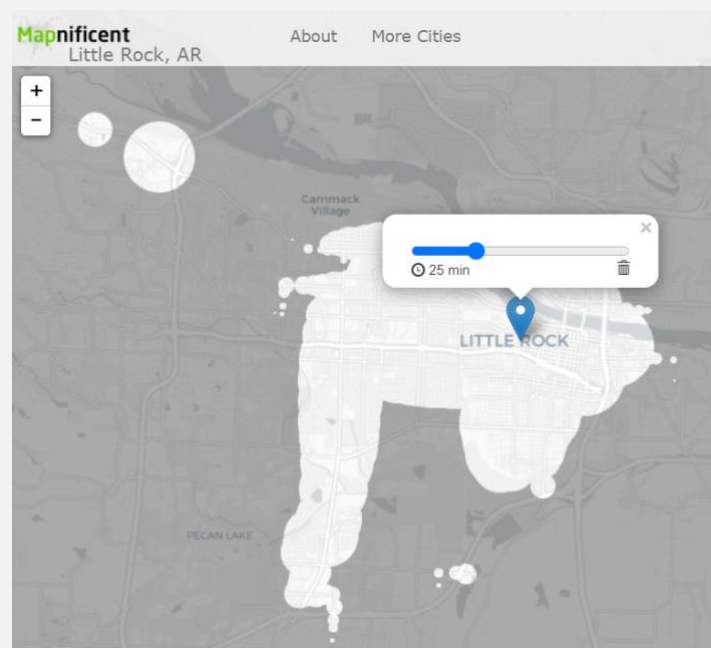 Mapnificent
Little Rock, AR
About
More Cities
+
−
Cammack
Village
25 min
×
LITTLE ROCK
PECAN LAKE